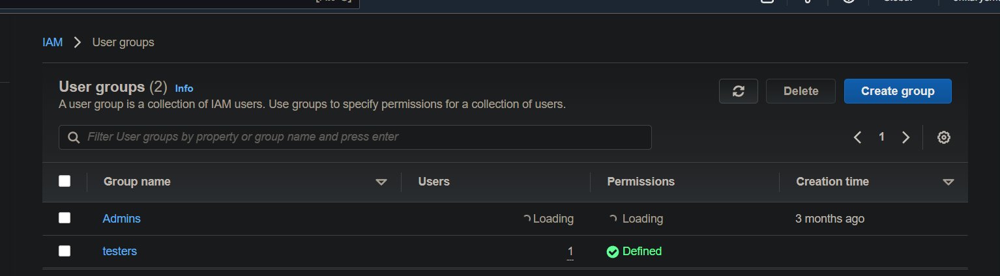 IAM > User groups
User groups (2) Info
A user group is a collection of IAM users. Use groups to specify permissions for a collection of users.
Delete
Create group
Filter User groups by property or group name and press enter
1
Group name Users Permissions Creation time
Admins Loading Loading 3 months ago
testers 1 Defined